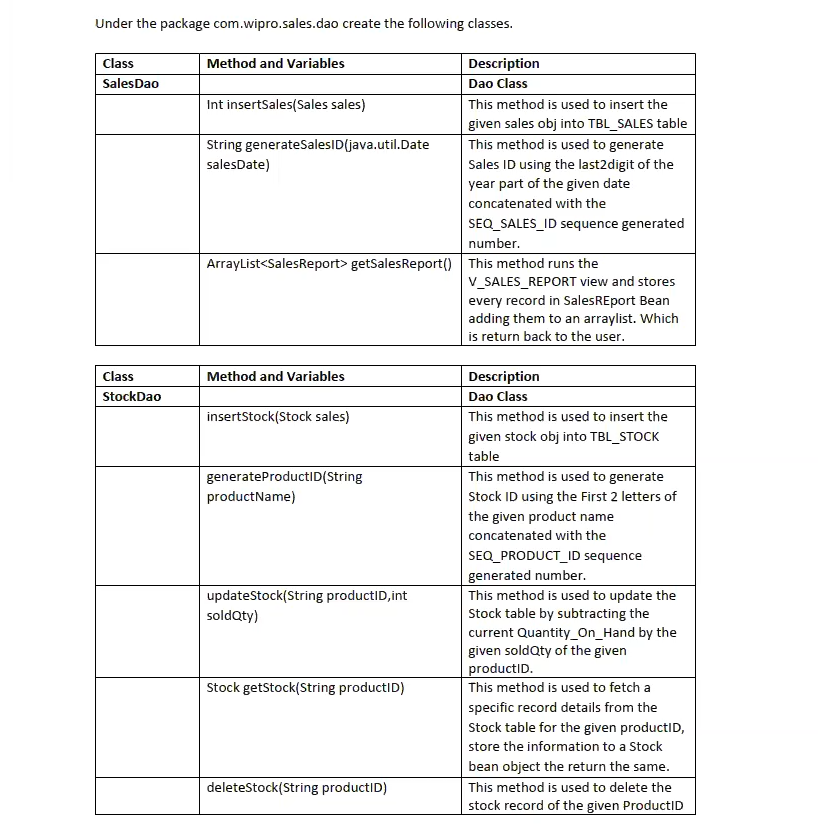 Under the package com.wipro.sales.dao create the following classes.
Class Method and Variables Description
SalesDao Dao Class
Int insertSales(Sales sales) This method is used to insert the
given sales obj into TBL_SALES table
String generateSalesID(java.util.Date This method is used to generate
salesDate) Sales ID using the last2digit of the
year part of the given date
concatenated with the
SEQ_SALES_ID sequence generated
number.
ArrayList<SalesReport> getSalesReport() This method runs the
V_SALES_REPORT view and stores
every record in SalesREport Bean
adding them to an arraylist. Which
is return back to the user.
Class Method and Variables Description
StockDao Dao Class
insertStock(Stock sales) This method is used to insert the
given stock obj into TBL_STOCK
table
generateProductID(String This method is used to generate
productName) Stock ID using the First 2 letters of
the given product name
concatenated with the
SEQ_PRODUCT_ID sequence
generated number.
updateStock(String productID,int This method is used to update the
soldQty) Stock table by subtracting the
current Quantity_On_Hand by the
given soldQty of the given
productID.
Stock getStock(String productID) This method is used to fetch a
specific record details from the
Stock table for the given productID,
store the information to a Stock
bean object the return the same.
deleteStock(String productID) This method is used to delete the
stock record of the given ProductID